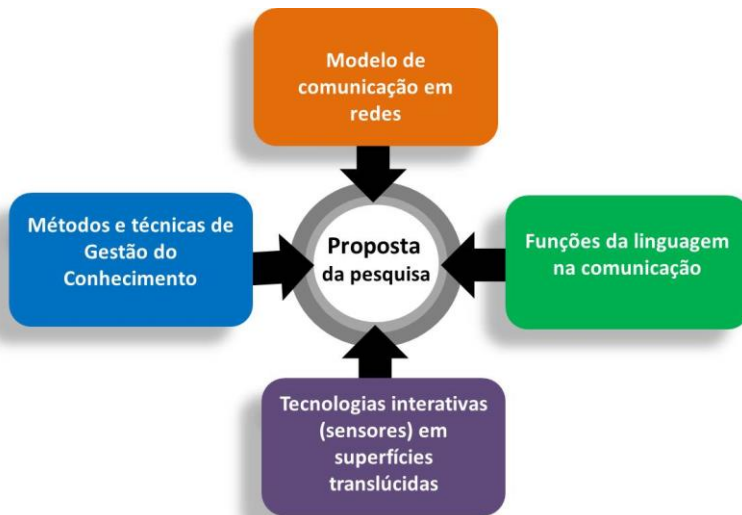 Modelo de
comunicação em
redes
Métodos e técnicas de
Gestão do
Conhecimento
Proposta
da pesquisa
Funções da linguagem
na comunicação
Tecnologias interativas
(sensores) em
superfícies
translúcidas